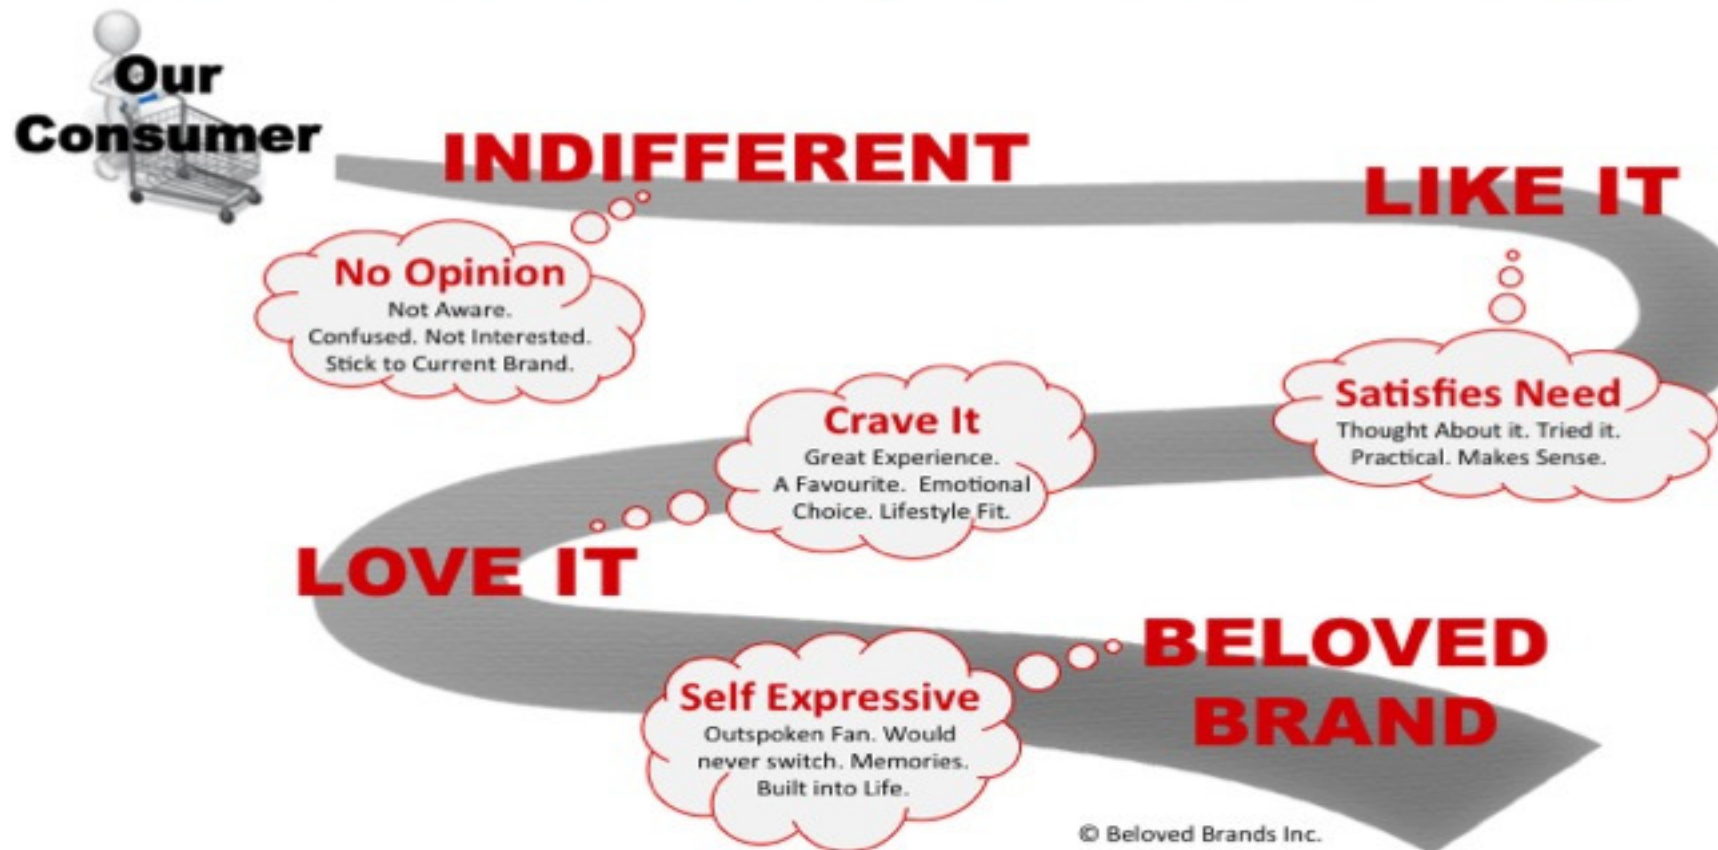 Our
Consumer
INDIFFERENT
LIKE IT
No Opinion
Not Aware.
Confused. Not Interested.
Stick to Current Brand.
Satisfies Need
Thought About it. Tried it.
Practical. Makes Sense.
Crave It
Great Experience.
A Favourite. Emotional
Choice. Lifestyle Fit.
LOVE IT
BELOVED
BRAND
Self Expressive
Outspoken Fan. Would
never switch. Memories.
Built into Life.
© Beloved Brands Inc.